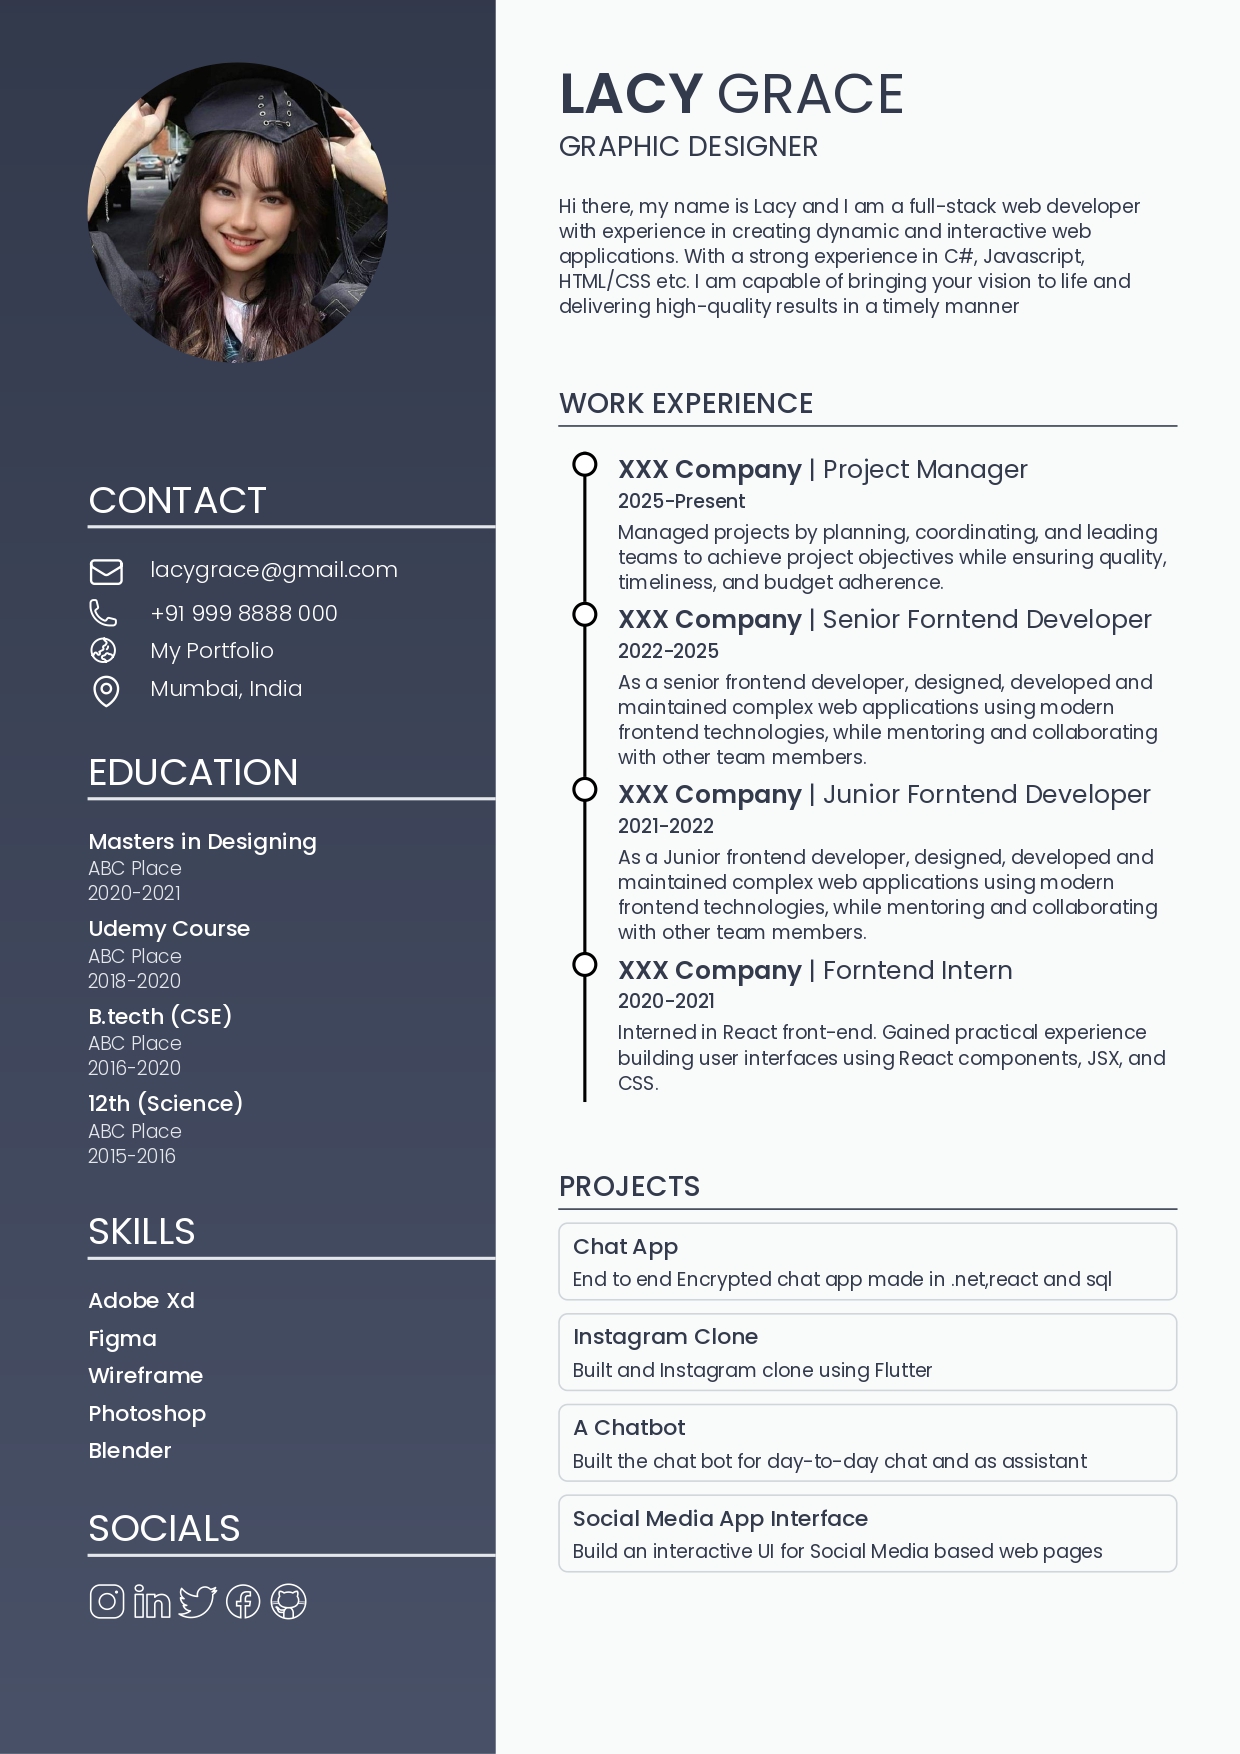 LACY GRACE
GRAPHIC DESIGNER
Hi there, my name is Lacy and I am a full-stack web developer
with experience in creating dynamic and interactive web
applications. With a strong experience in C#, Javascript,
HTML/CSS etc. I am capable of bringing your vision to life and
delivering high-quality results in a timely manner
CONTACT
lacygrace@gmail.com
+91 999 8888 000
My Portfolio
Mumbai, India
EDUCATION
Masters in Designing
ABC Place
2020-2021
Udemy Course
ABC Place
2018-2020
B.tecth (CSE)
ABC Place
2016-2020
12th (Science)
ABC Place
2015-2016
SKILLS
Adobe Xd
Figma
Wireframe
Photoshop
Blender
SOCIALS
in
WORK EXPERIENCE
XXX Company | Project Manager
2025-Present
Managed projects by planning, coordinating, and leading
teams to achieve project objectives while ensuring quality,
timeliness, and budget adherence.
XXX Company | Senior Forntend Developer
2022-2025
As a senior frontend developer, designed, developed and
maintained complex web applications using modern
frontend technologies, while mentoring and collaborating
with other team members.
XXX Company | Junior Forntend Developer
2021-2022
As a Junior frontend developer, designed, developed and
maintained complex web applications using modern
frontend technologies, while mentoring and collaborating
with other team members.
XXX Company | Forntend Intern
2020-2021
Interned in React front-end. Gained practical experience
building user interfaces using React components, JSX, and
CSS.
PROJECTS
Chat App
End to end Encrypted chat app made in .net,react and sql
Instagram Clone
Built and Instagram clone using Flutter
A Chatbot
Built the chat bot for day-to-day chat and as assistant
Social Media App Interface
Build an interactive UI for Social Media based web pages